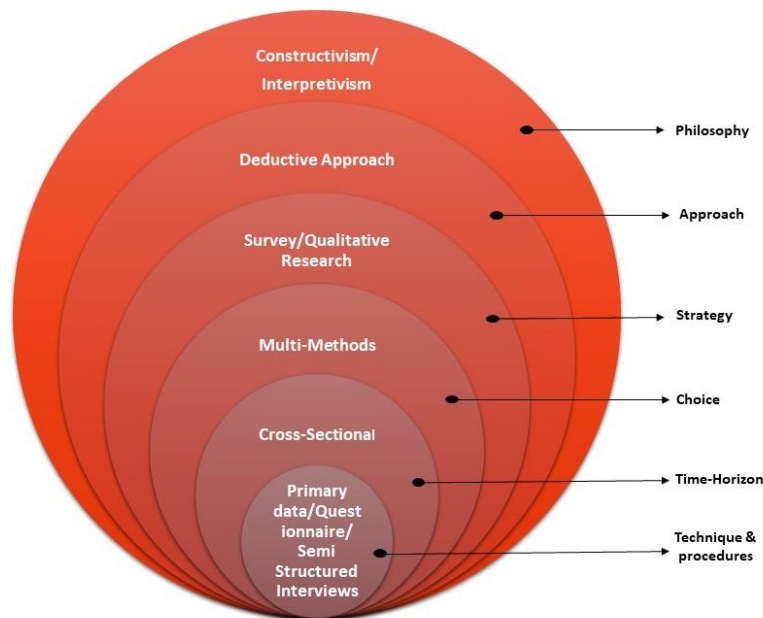 Constructivism/
Interpretivism
Philosophy
Deductive Approach
Approach
Survey/Qualitative
Research
Strategy
Multi-Methods
Choice
Cross-Sectional
Time-Horizon
Primary
data/Quest
ionnaire/
Semi
Structured
Interviews
Technique &
procedures